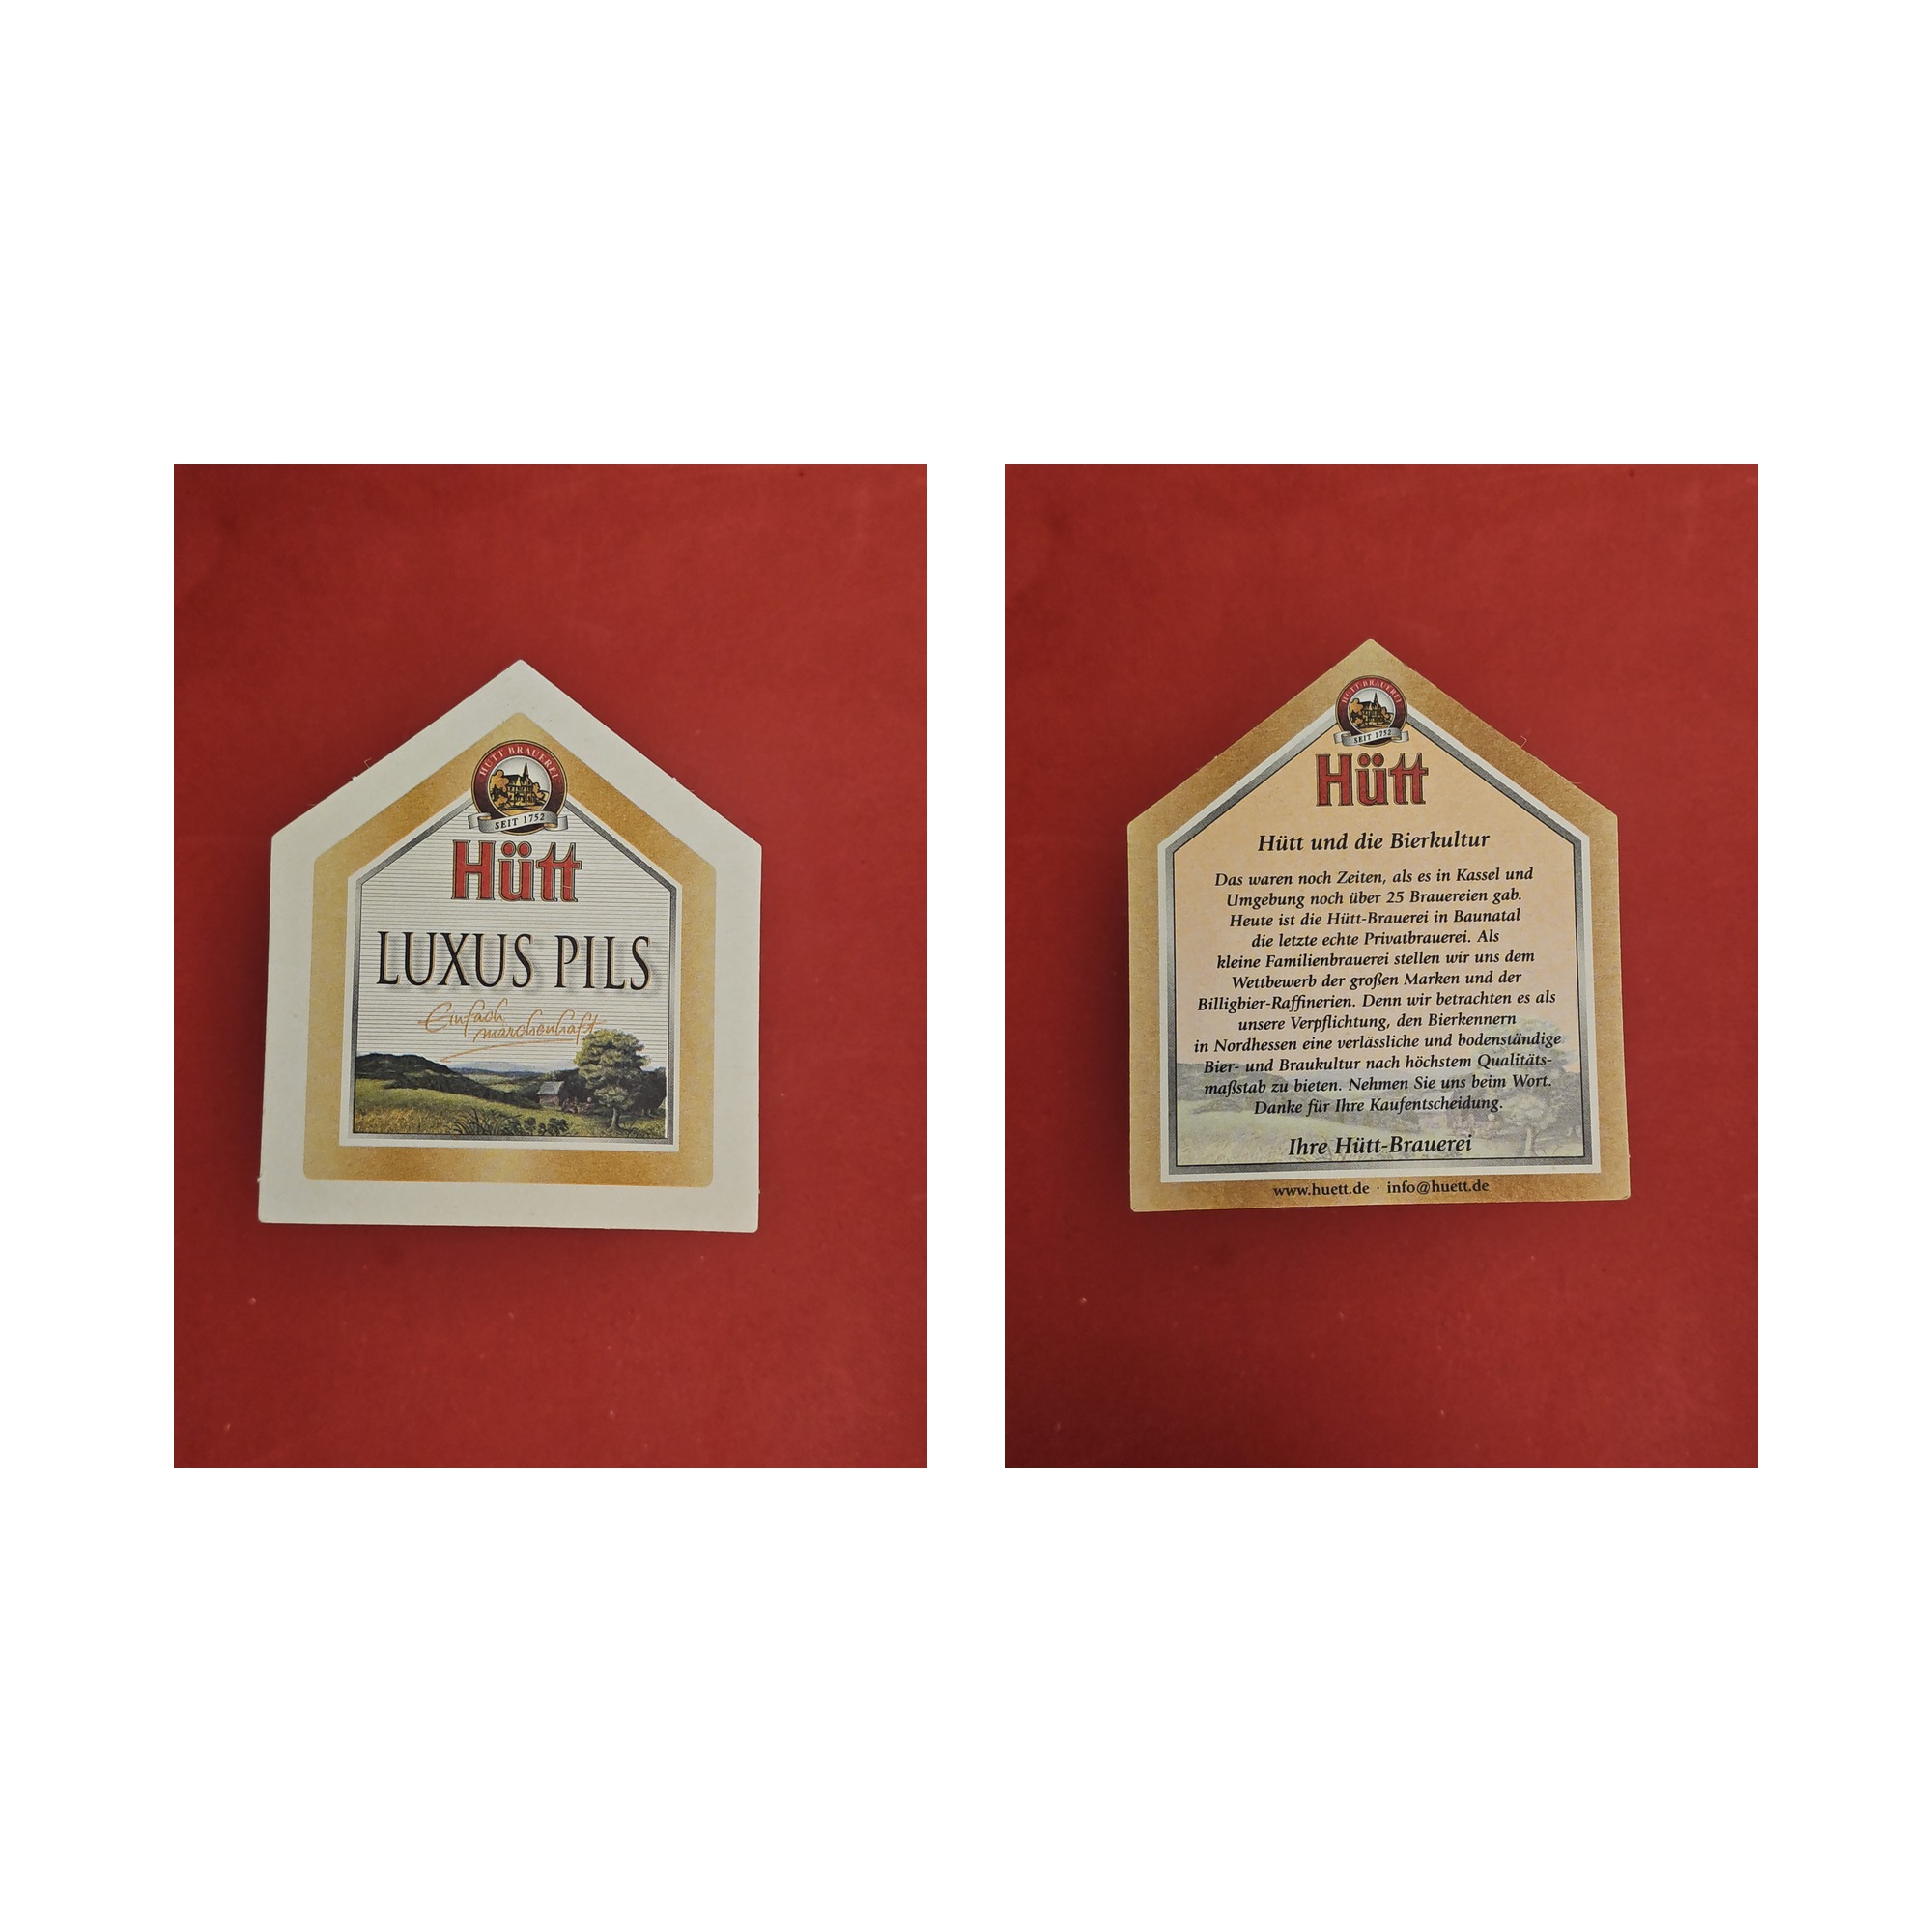 HÜTT-BRAUEREI
SEIT 1752
Hütt
LUXUS PILS
Einfach
märchenhaft
HÜTT-BRAUEREI
SEIT 1752
Hütt
Hütt und die Bierkultur
Das waren noch Zeiten, als es in Kassel und
Umgebung noch über 25 Brauereien gab.
Heute ist die Hütt-Brauerei in Baunatal
die letzte echte Privatbrauerei. Als
kleine Familienbrauerei stellen wir uns dem
Wettbewerb der großen Marken und der
Billigbier-Raffinerien. Denn wir betrachten es als
unsere Verpflichtung, den Bierkennern
in Nordhessen eine verlässliche und bodenständige
Bier- und Braukultur nach höchstem Qualitäts-
maßstab zu bieten. Nehmen Sie uns beim Wort.
Danke für Ihre Kaufentscheidung.
Ihre Hütt-Brauerei
www.huett.de · info@huett.de